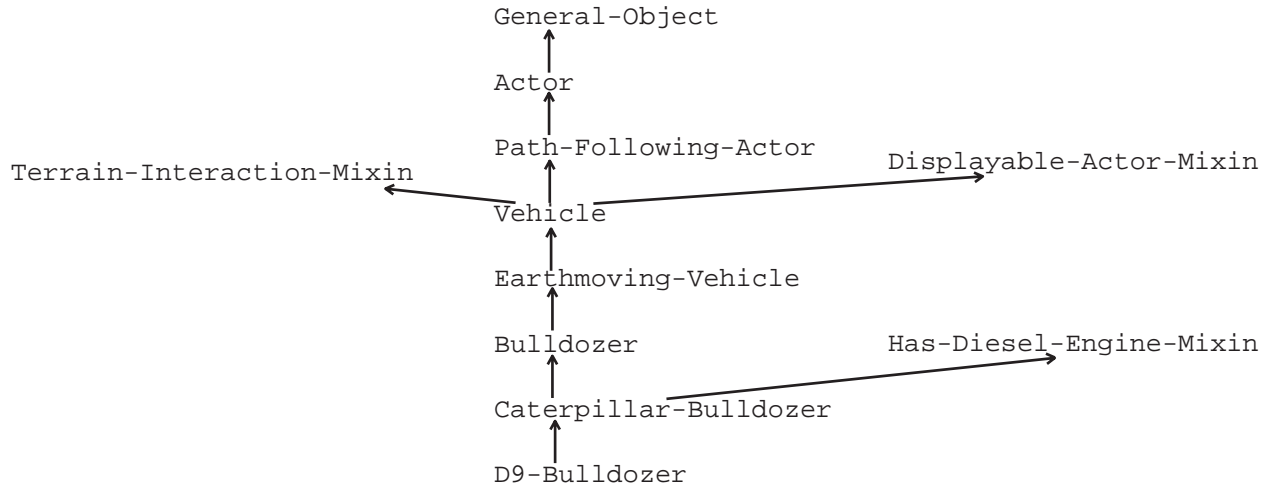 General-Object
Actor
Path-Following-Actor
Displayable-Actor-Mixin
Terrain-Interaction-Mixin
Vehicle
Earthmoving-Vehicle
Bulldozer
Has-Diesel-Engine-Mixin
Caterpillar-Bulldozer
D9-Bulldozer